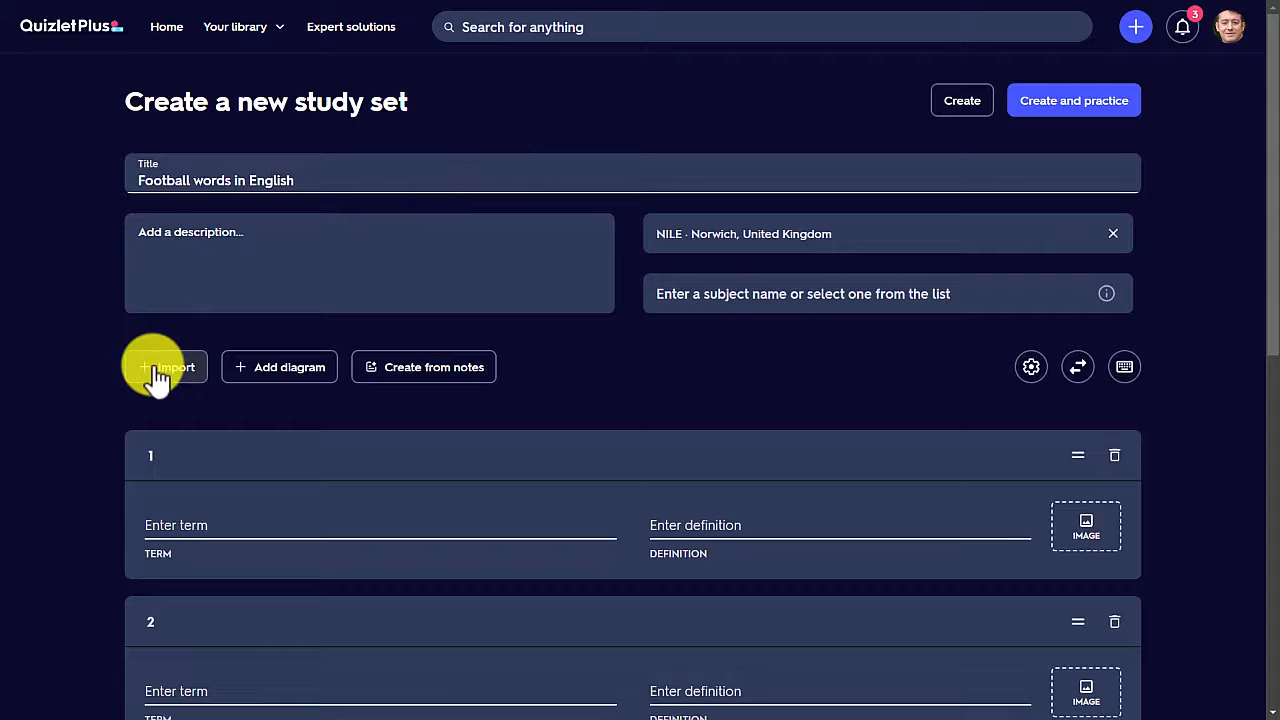 QuizletPlus
Home
Your library
Expert solutions
Search for anything
3
Create a new study set
Create
Create and practice
Title
Football words in English
Add a description...
NILE - Norwich, United Kingdom
Enter a subject name or select one from the list
Import
Add diagram
Create from notes
1
Enter term
Enter definition
IMAGE
TERM
DEFINITION
2
Enter term
Enter definition
IMAGE
TERM
DEFINITION